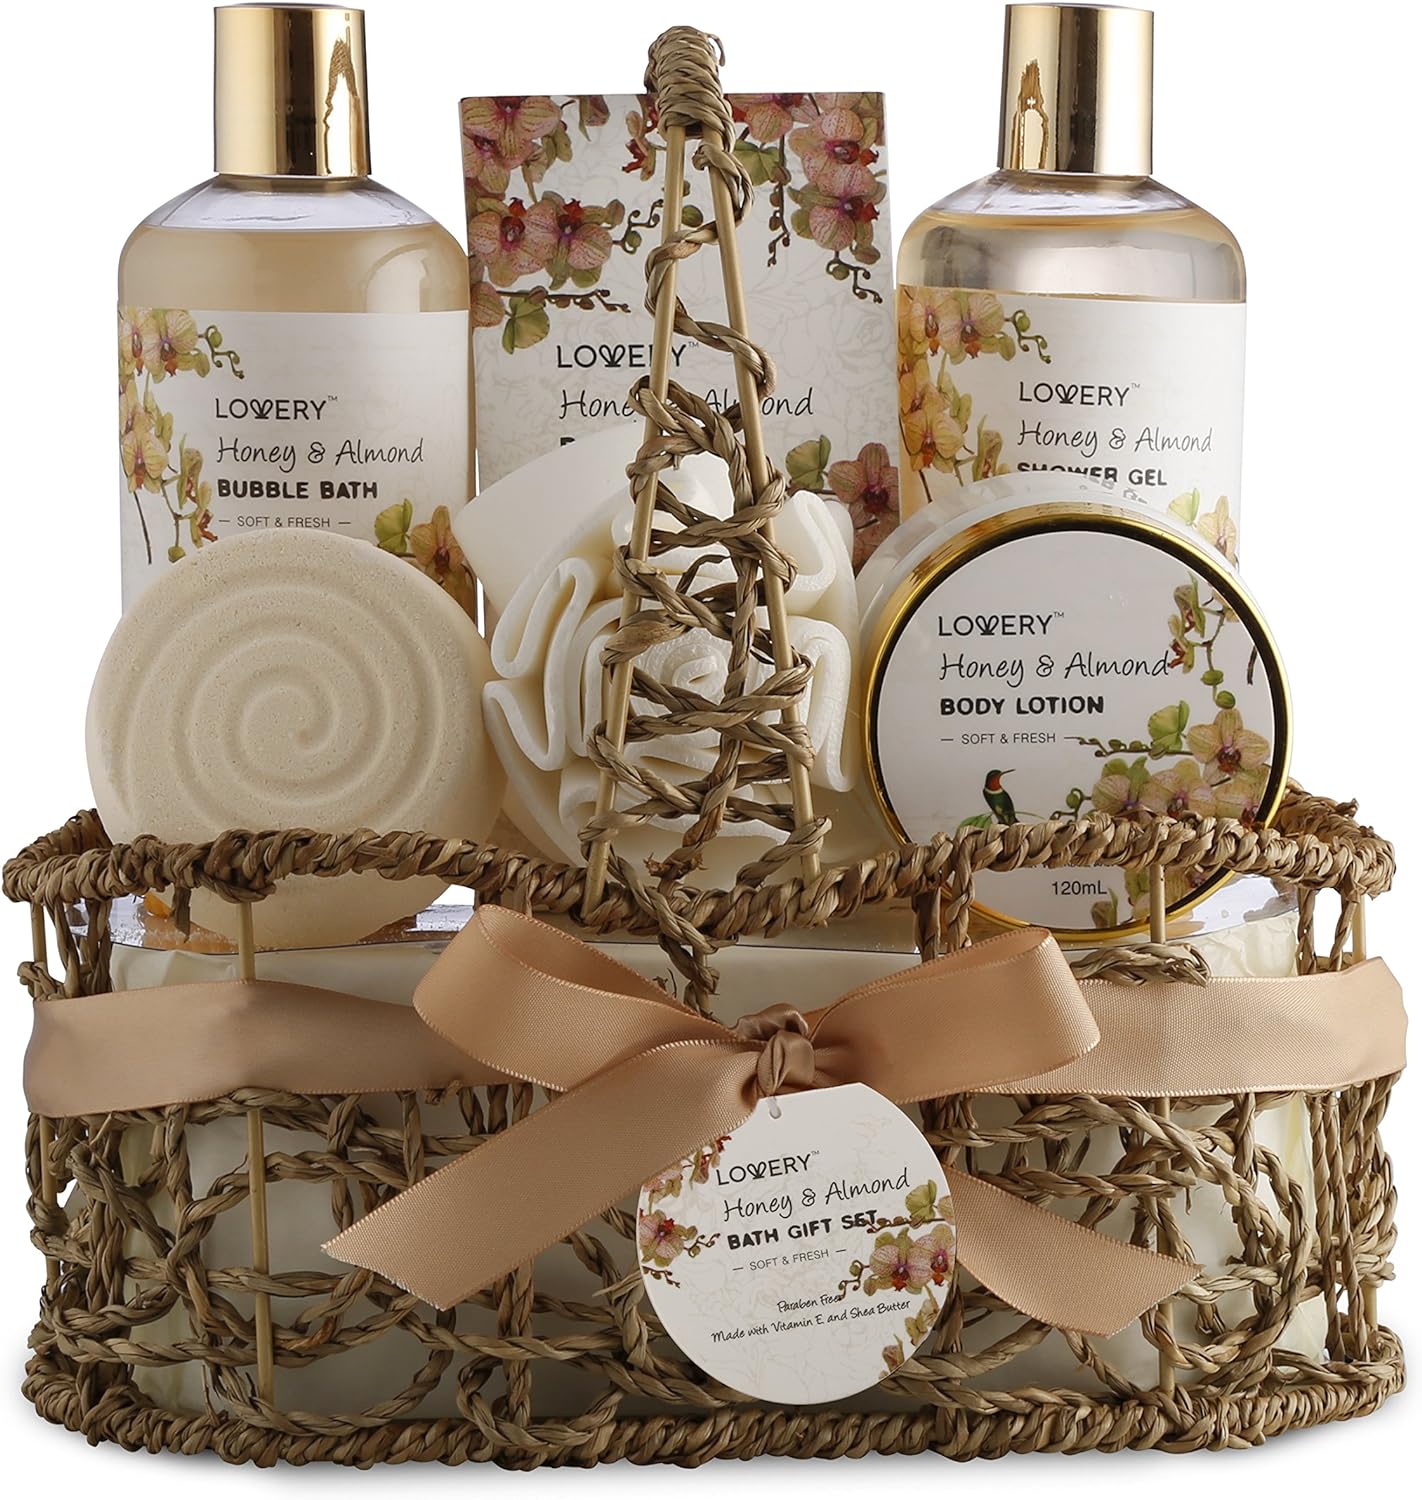 LOVERY™
Honey & Almond
BUBBLE BATH
— SOFT & FRESH —
LOVERY™
Honey & Almond
LOVERY™
Honey & Almond
SHOWER GEL
LOVERY™
Honey & Almond
BODY LOTION
— SOFT & FRESH —
120mL
LOVERY™
Honey & Almond
BATH GIFT SET
— SOFT & FRESH —
Paraben Free
Made with Vitamin E and Shea Butter